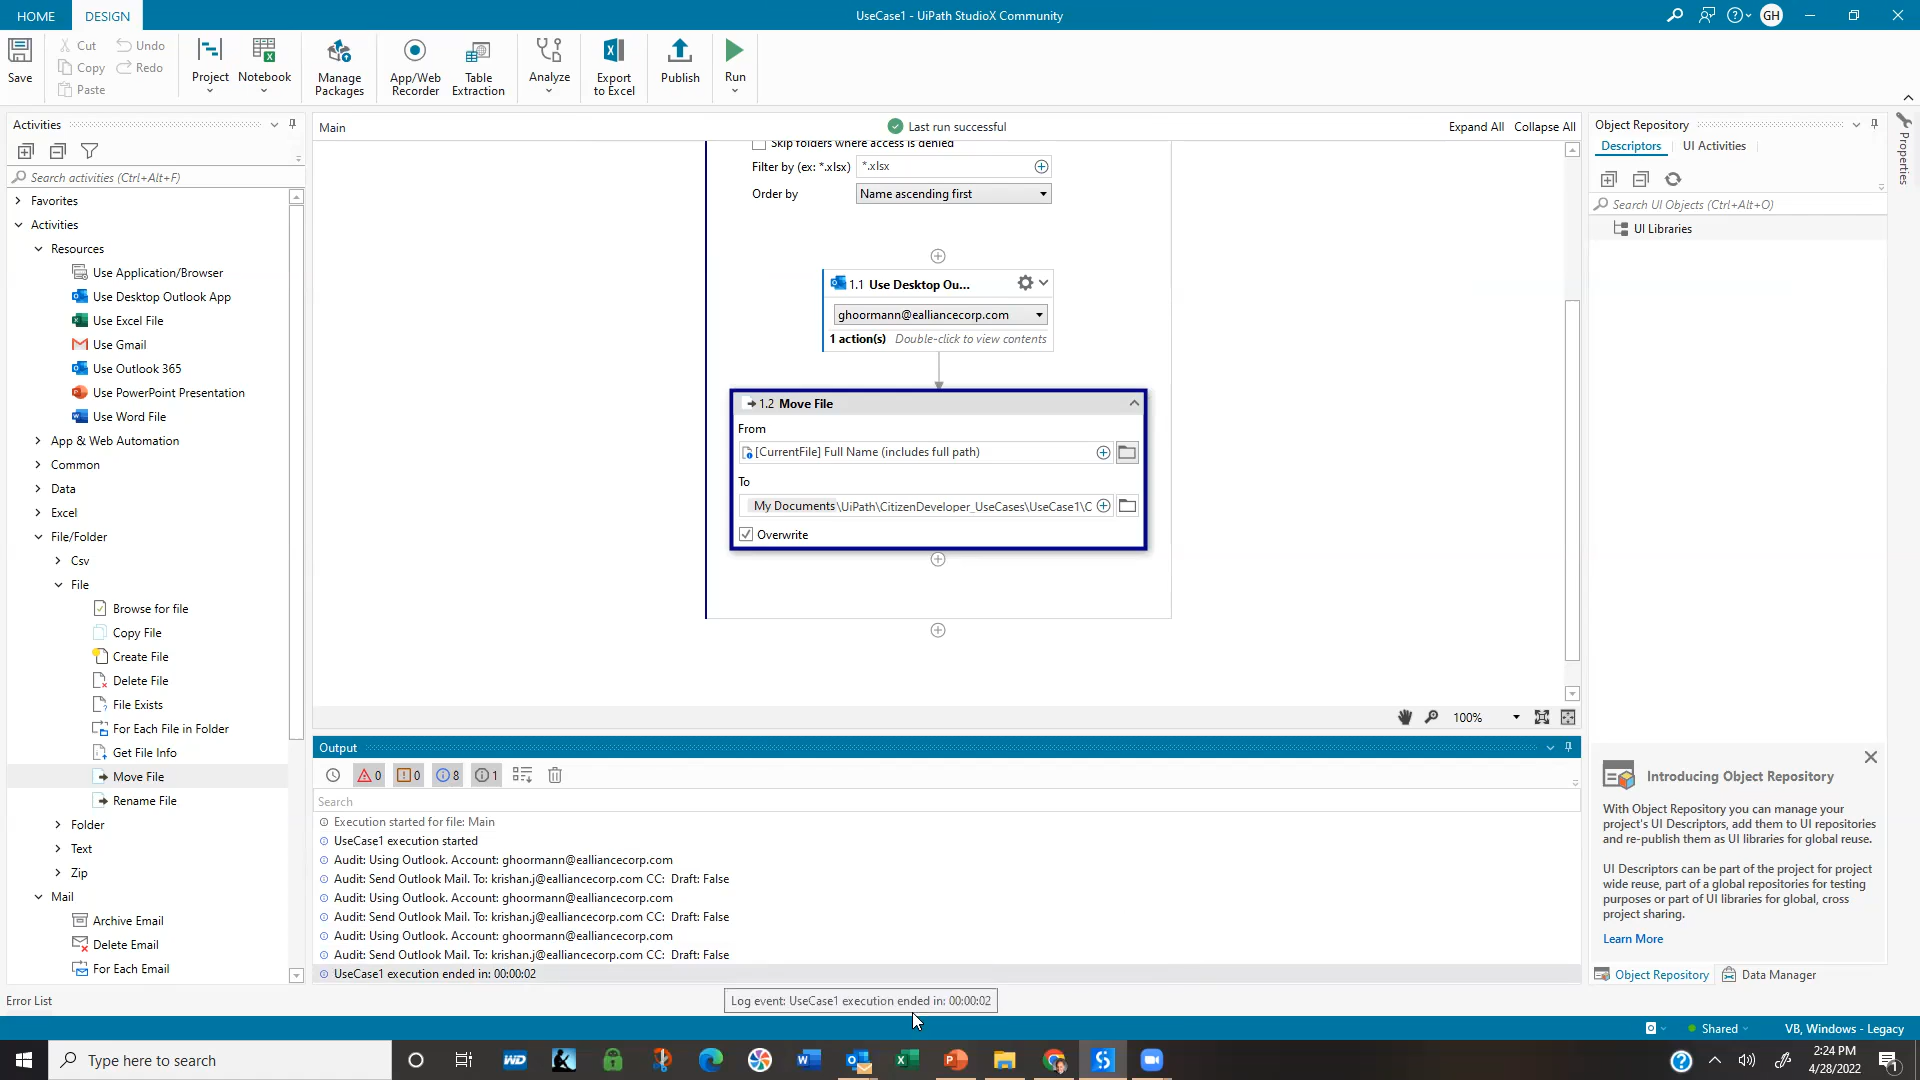 HOME
DESIGN
UseCase1 - UiPath StudioX Community
GH
Save
Cut
Copy
Paste
Undo
Redo
Project
Notebook
Manage Packages
App/Web Recorder
Table Extraction
Analyze
Export to Excel
Publish
Run
Activities
Search activities (Ctrl+Alt+F)
Favorites
Activities
Resources
Use Application/Browser
Use Desktop Outlook App
Use Excel File
Use Gmail
Use Outlook 365
Use PowerPoint Presentation
Use Word File
App & Web Automation
Common
Data
Excel
File/Folder
Csv
File
Browse for file
Copy File
Create File
Delete File
File Exists
For Each File in Folder
Get File Info
Move File
Rename File
Folder
Text
Zip
Mail
Archive Email
Delete Email
For Each Email
Main
Last run successful
Expand All
Collapse All
Skip folders where access is denied
Filter by (ex: *.xlsx) *.xlsx
Order by Name ascending first
1.1 Use Desktop Ou...
ghoormann@ealliancecorp.com
1 action(s) Double-click to view contents
1.2 Move File
From
[CurrentFile] Full Name (includes full path)
To
My Documents\UiPath\CitizenDeveloper_UseCases\UseCase1\C
Overwrite
100%
Output
0 0 8 1
Search
Execution started for file: Main
UseCase1 execution started
Audit: Using Outlook. Account: ghoormann@ealliancecorp.com
Audit: Send Outlook Mail. To: krishan.j@ealliancecorp.com CC: Draft: False
Audit: Using Outlook. Account: ghoormann@ealliancecorp.com
Audit: Send Outlook Mail. To: krishan.j@ealliancecorp.com CC: Draft: False
Audit: Using Outlook. Account: ghoormann@ealliancecorp.com
Audit: Send Outlook Mail. To: krishan.j@ealliancecorp.com CC: Draft: False
UseCase1 execution ended in: 00:00:02
Log event: UseCase1 execution ended in: 00:00:02
Error List
Object Repository
Descriptors
UI Activities
Search UI Objects (Ctrl+Alt+O)
UI Libraries
Properties
Introducing Object Repository
With Object Repository you can manage your
project's UI Descriptors, add them to UI repositories
and re-publish them as UI libraries for global reuse.
UI Descriptors can be part of the project for project
wide reuse, part of a global repositories for testing
purposes or part of UI libraries for global, cross
project sharing.
Learn More
Object Repository
Data Manager
Shared
VB, Windows - Legacy
Type here to search
WD
2:24 PM
4/28/2022
1